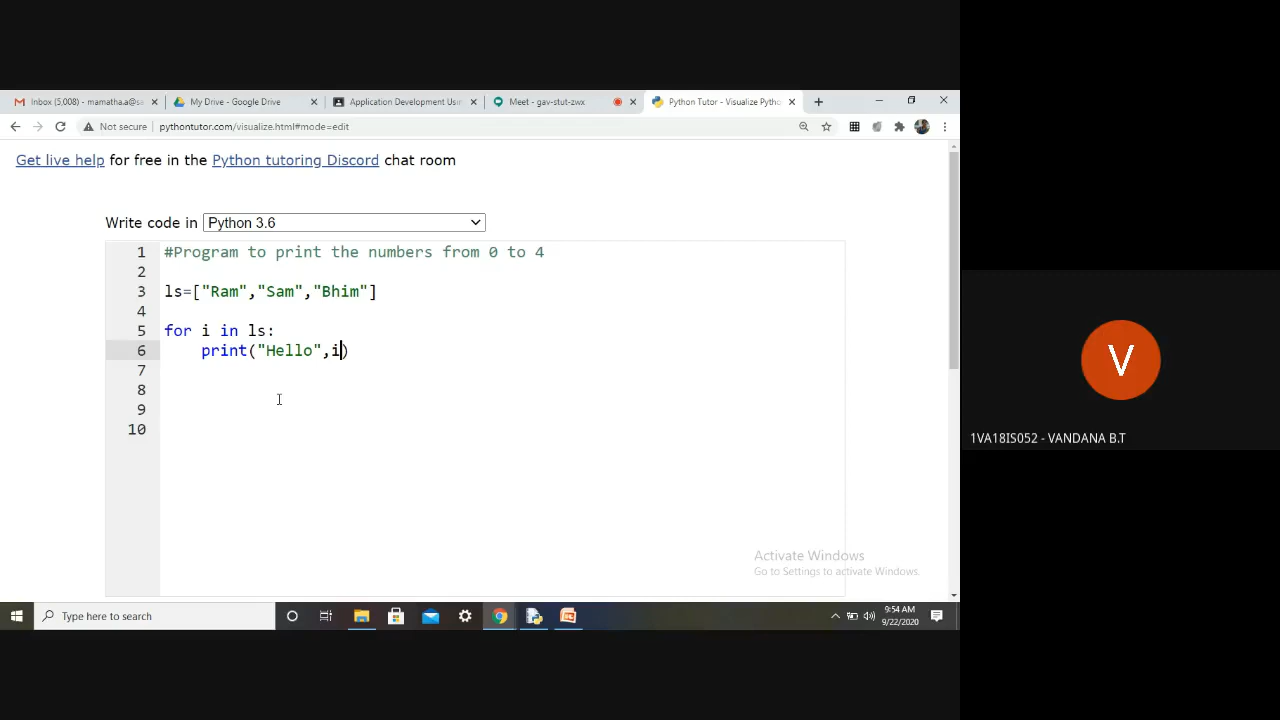 Inbox (5,008) - mamatha.a@sa
My Drive - Google Drive
Application Development Usin
Meet - gav-stut-zwx
Python Tutor - Visualize Pytho
Not secure
pythontutor.com/visualize.html#mode=edit
Get live help for free in the Python tutoring Discord chat room
Write code in Python 3.6
1 #Program to print the numbers from 0 to 4
2
3 ls=["Ram","Sam","Bhim"]
4
5 for i in ls:
6 print("Hello",i)
7
8
9
10
V
1VA18IS052 - VANDANA B.T
Activate Windows
Go to Settings to activate Windows.
Type here to search
9:54 AM
9/22/2020